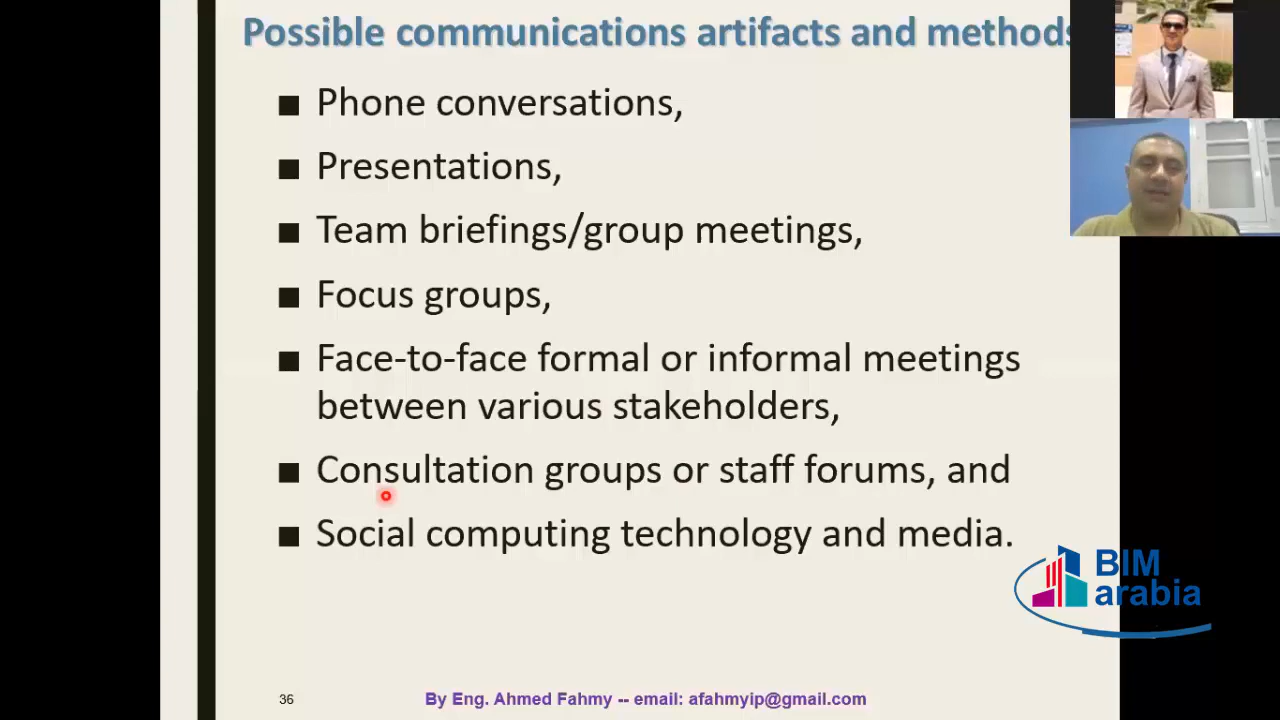 Possible communications artifacts and methods
■ Phone conversations,
■ Presentations,
■ Team briefings/group meetings,
■ Focus groups,
■ Face-to-face formal or informal meetings
between various stakeholders,
■ Consultation groups or staff forums, and
■ Social computing technology and media.
BIM
arabia
36
By Eng. Ahmed Fahmy -- email: afahmyip@gmail.com